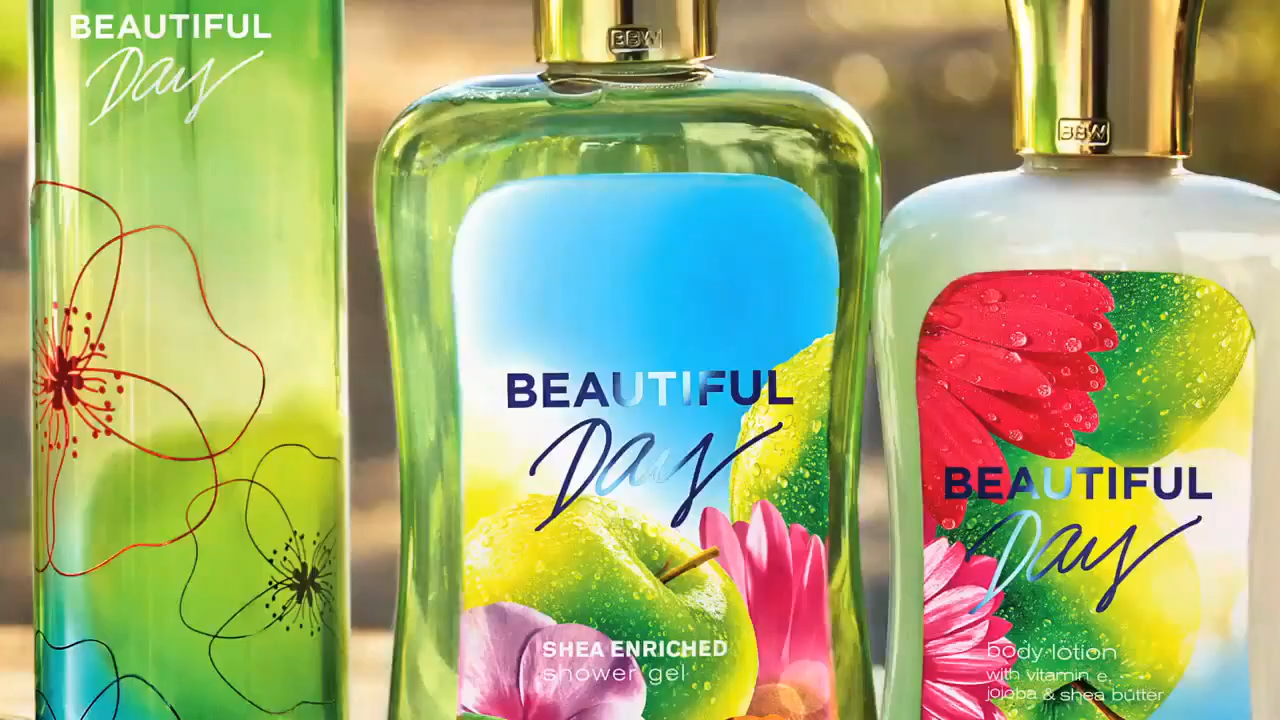 BEAUTIFUL
Day
BBW
BEAUTIFUL
Day
SHEA ENRICHED
shower gel
BBW
BEAUTIFUL
Day
body lotion
with vitamin e,
jojoba & shea butter